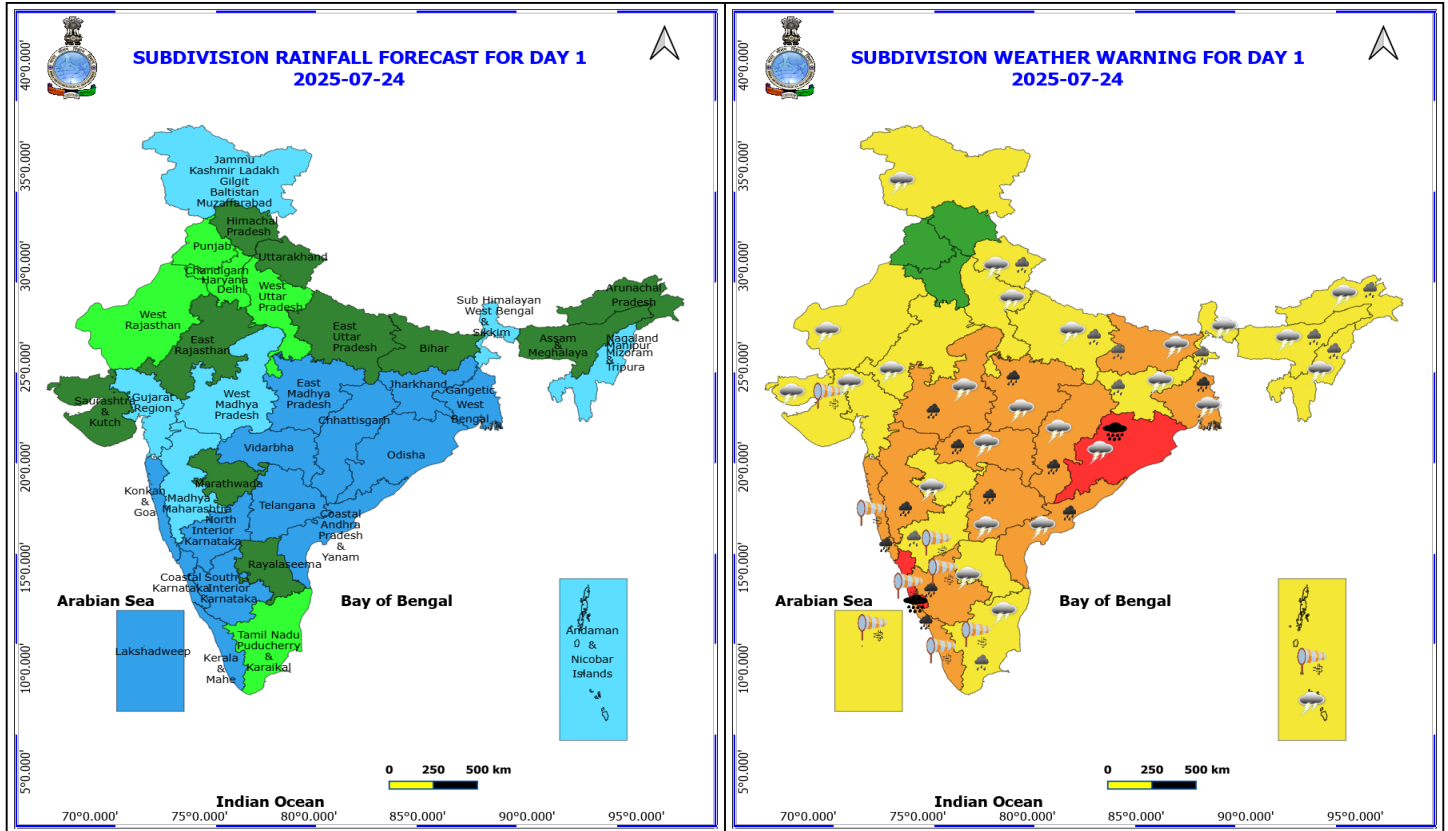 SUBDIVISION RAINFALL FORECAST FOR DAY 1
2025-07-24
40°0.000'
35°0.000'
30°0.000'
25°0.000'
20°0.000'
15°0.000'
10°0.000'
5°0.000'
Jammu
Kashmir Ladakh
Gilgit
Baltistan
Muzaffarabad
Himachal
Pradesh
Punjab
Uttarakhand
Chandigarh
Haryana
Delhi
West
Uttar
Pradesh
West
Rajasthan
East
Rajasthan
East
Uttar
Pradesh
Bihar
Sub Himalayan
West Bengal
&
Sikkim
Arunachal
Pradesh
Assam
&
Meghalaya
Nagaland
Manipur
Mizoram
&
Tripura
Saurashtra
&
Kutch
Gujarat
Region
West
Madhya
Pradesh
East
Madhya
Pradesh
Jharkhand
Gangetic
West
Bengal
Chhattisgarh
Vidarbha
Odisha
Konkan
&
Goa
Madhya
Maharashtra
Marathwada
Telangana
North
Interior
Karnataka
Coastal
Andhra
Pradesh
&
Yanam
Rayalaseema
Coastal
Karnataka
South
Interior
Karnataka
Arabian Sea
Bay of Bengal
Lakshadweep
Kerala
&
Mahe
Tamil Nadu
Puducherry
&
Karaikal
Andaman
&
Nicobar
Islands
0 250 500 km
Indian Ocean
70°0.000' 75°0.000' 80°0.000' 85°0.000' 90°0.000' 95°0.000'
SUBDIVISION WEATHER WARNING FOR DAY 1
2025-07-24
40°0.000'
35°0.000'
30°0.000'
25°0.000'
20°0.000'
15°0.000'
10°0.000'
5°0.000'
Arabian Sea
Bay of Bengal
0 250 500 km
Indian Ocean
70°0.000' 75°0.000' 80°0.000' 85°0.000' 90°0.000' 95°0.000'